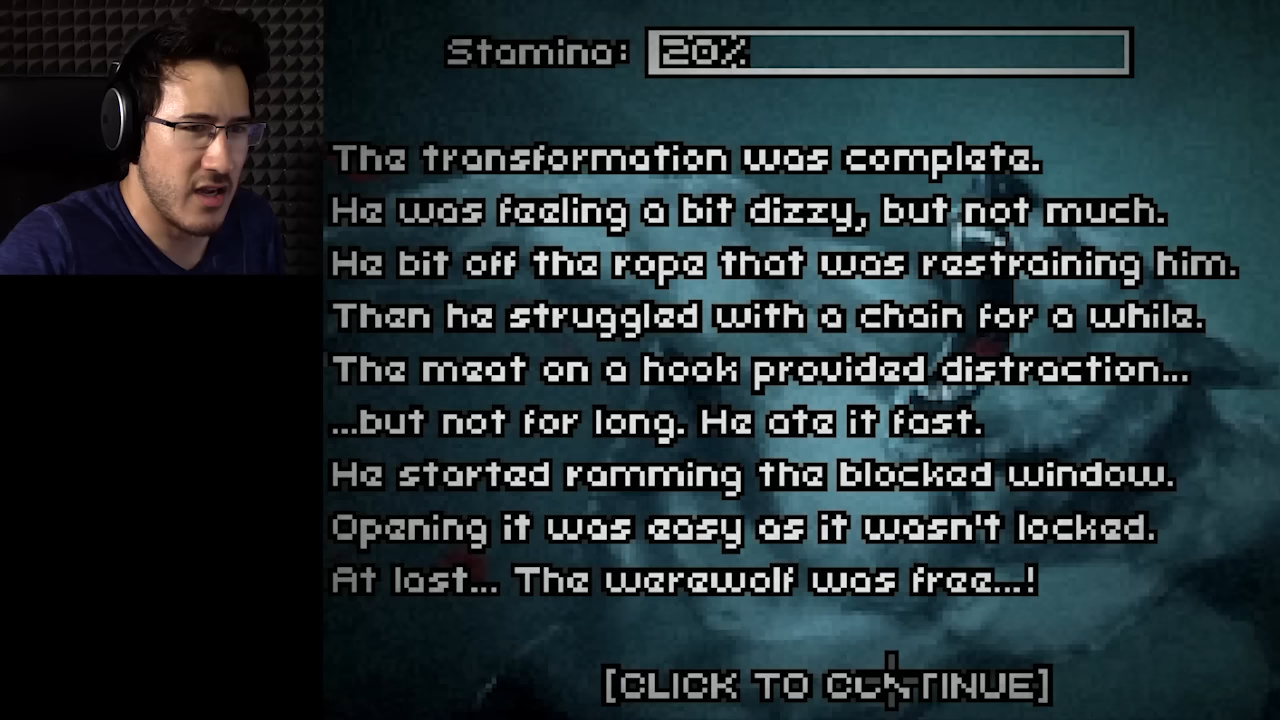 Stamina: 20%
The transformation was complete.
He was feeling a bit dizzy, but not much.
He bit off the rope that was restraining him.
Then he struggled with a chain for a while.
The meat on a hook provided distraction...
...but not for long. He ate it fast.
He started ramming the blocked window.
Opening it was easy as it wasn't locked.
At last... The werewolf was free...!
[CLICK TO CONTINUE]